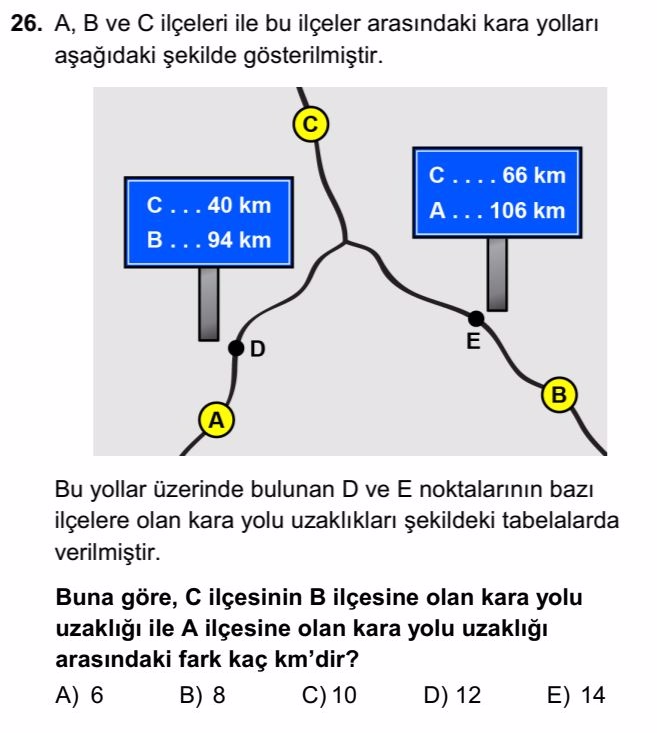 26. A, B ve C ilçeleri ile bu ilçeler arasındaki kara yolları
aşağıdaki şekilde gösterilmiştir.
C
C . . . . 66 km
A . . . 106 km
C . . . 40 km
B . . . 94 km
D
E
B
A
Bu yollar üzerinde bulunan D ve E noktalarının bazı
ilçelere olan kara yolu uzaklıkları şekildeki tabelalarda
verilmiştir.
Buna göre, C ilçesinin B ilçesine olan kara yolu
uzaklığı ile A ilçesine olan kara yolu uzaklığı
arasındaki fark kaç km’dir?
A) 6 B) 8 C) 10 D) 12 E) 14